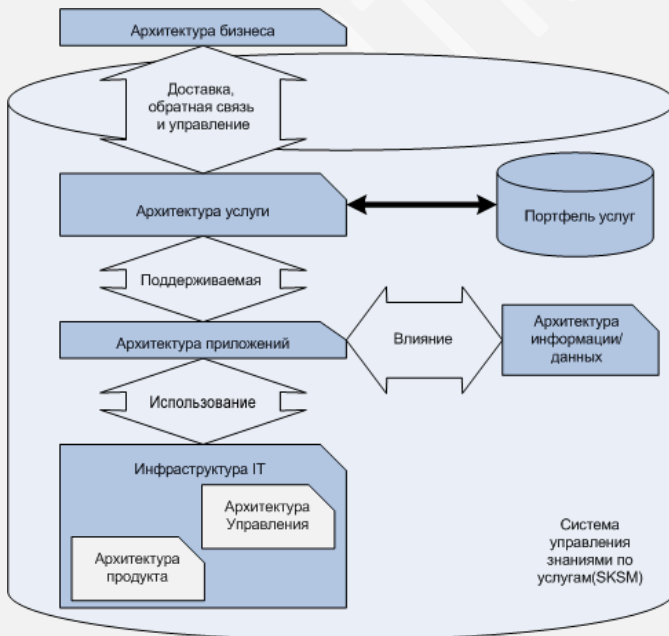 Архитектура бизнеса
Доставка,
обратная связь
и управление
Архитектура услуги
Портфель услуг
Поддерживаемая
Архитектура приложений
Влияние
Архитектура
информации/
данных
Использование
Инфраструктура IT
Архитектура
Управления
Архитектура
продукта
Система
управления
знаниями по
услугам(SKSM)